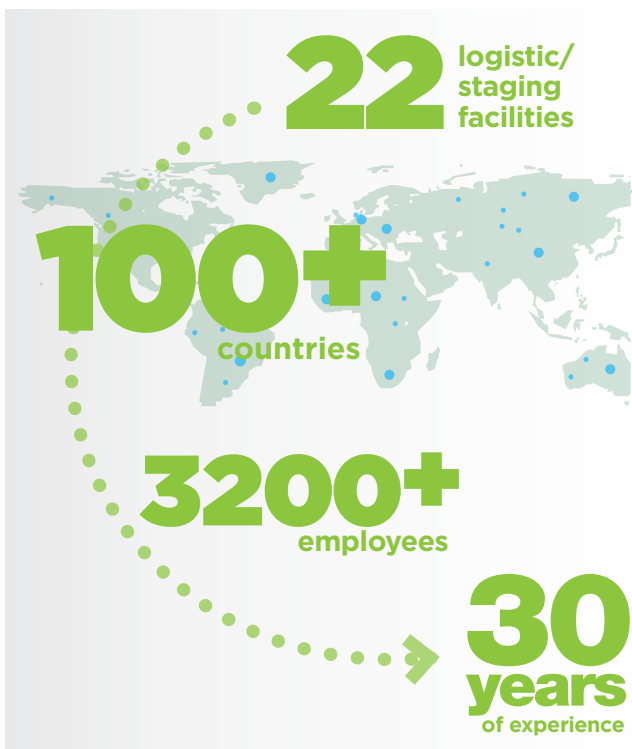 22
logistic/
staging
facilities
100+
countries
3200+
employees
30
years
of experience